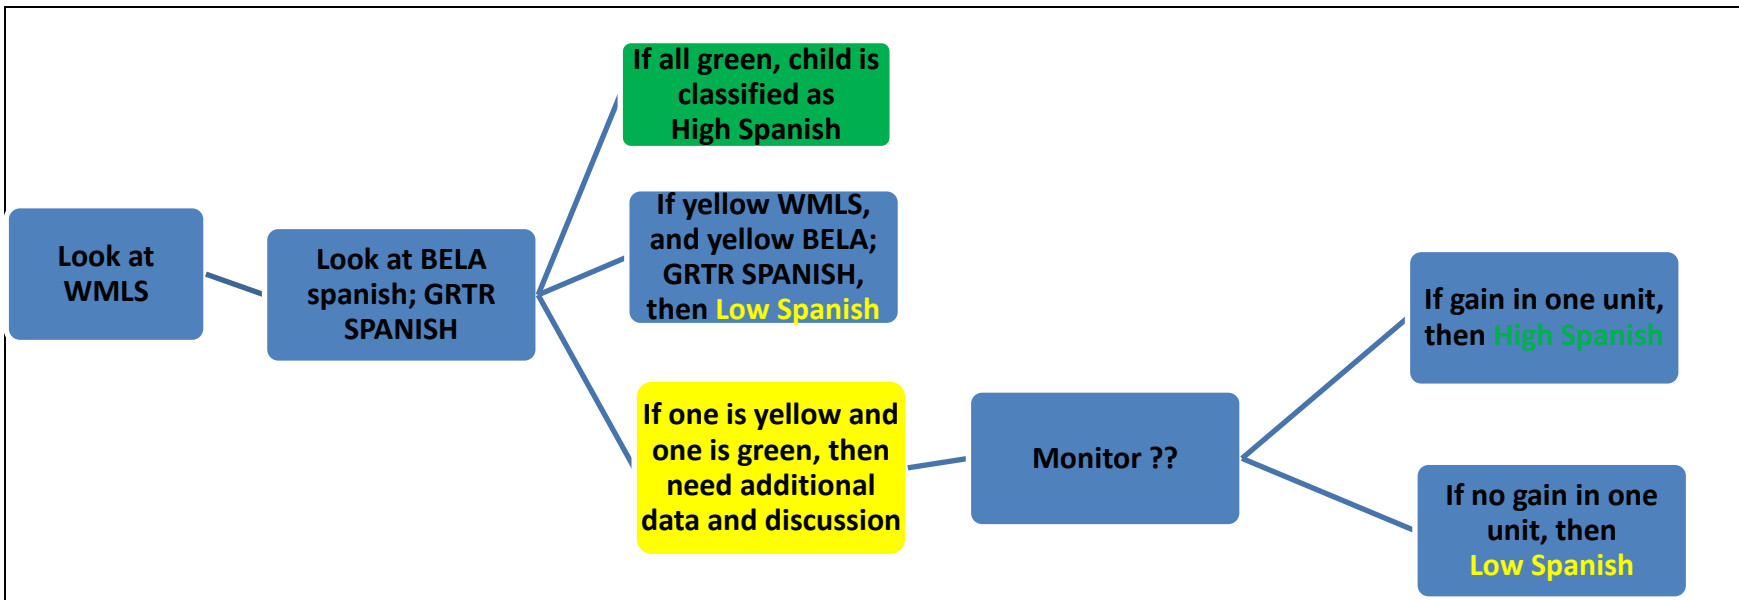 Look at
WMLS
Look at BELA
spanish; GRTR
SPANISH
If all green, child is
classified as
High Spanish
If yellow WMLS,
and yellow BELA;
GRTR SPANISH,
then Low Spanish
If one is yellow and
one is green, then
need additional
data and discussion
Monitor ??
If gain in one unit,
then High Spanish
If no gain in one
unit, then
Low Spanish